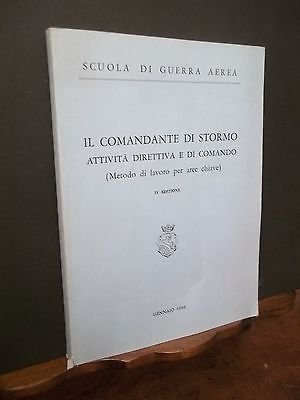 SCUOLA DI GUERRA AEREA
IL COMANDANTE DI STORMO
ATTIVITÀ DIRETTIVA E DI COMANDO
(Metodo di lavoro per aree chiave)
IV EDIZIONE
GENNAIO